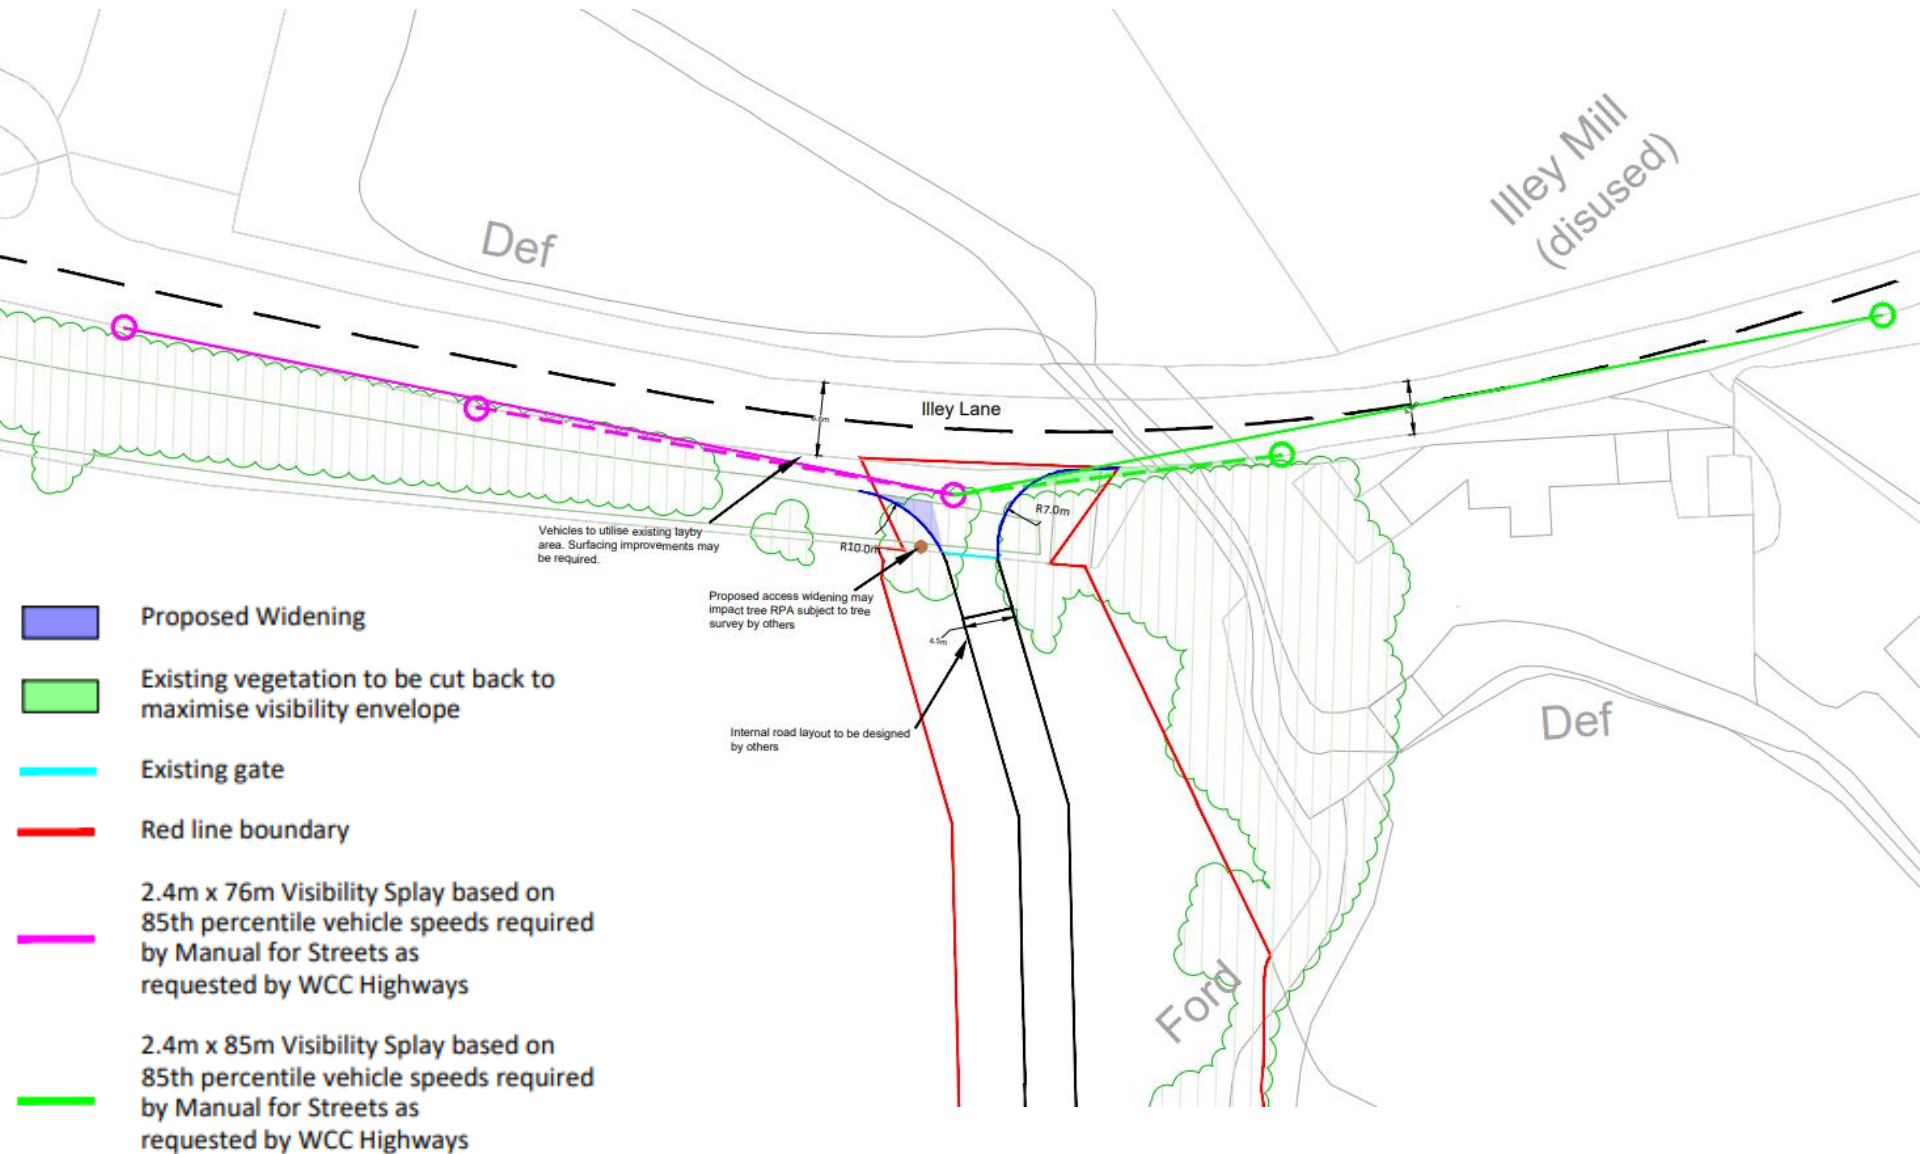 Illey Mill
(disused)
Def
Illey Lane
R7.0m
Vehicles to utilise existing layby
area. Surfacing improvements may
be required.
R10.0m
Proposed access widening may
impact tree RPA subject to tree
survey by others
4.5m
Internal road layout to be designed
by others
Def
Ford
Proposed Widening
Existing vegetation to be cut back to
maximise visibility envelope
Existing gate
Red line boundary
2.4m x 76m Visibility Splay based on
85th percentile vehicle speeds required
by Manual for Streets as
requested by WCC Highways
2.4m x 85m Visibility Splay based on
85th percentile vehicle speeds required
by Manual for Streets as
requested by WCC Highways